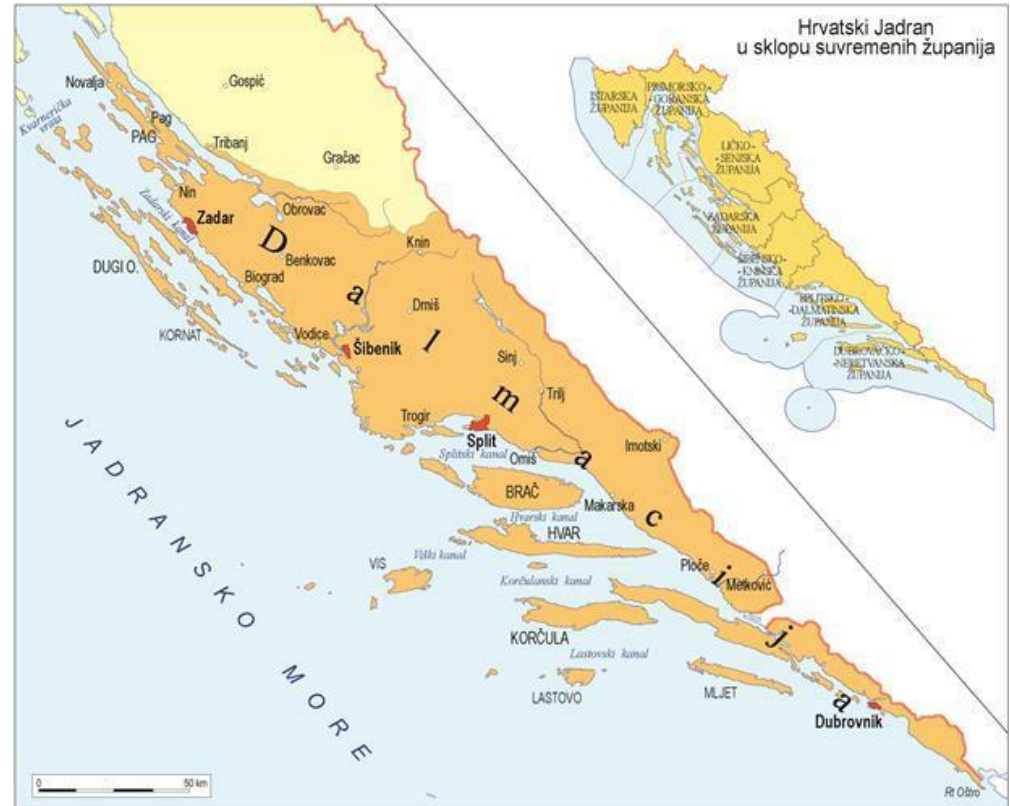 Hrvatski Jadran
u sklopu suvremenih županija
ISTARSKA
ŽUPANIJA
PRIMORSKO -
- GORANSKA
ŽUPANIJA
LIČKO -
- SENJSKA
ŽUPANIJA
ZADARSKA
ŽUPANIJA
ŠIBENSKO -
- KNINSKA
ŽUPANIJA
SPLITSKO -
- DALMATINSKA
ŽUPANIJA
DUBROVAČKO -
- NERETVANSKA
ŽUPANIJA
Novalja
Gospić
Kvarnerička
vrata
Pag
PAG
Tribanj
Gračac
Nin
Obrovac
Zadar
Zadarski kanal
Knin
Benkovac
DUGI O.
Biograd
Drniš
KORNAT
Vodice
Šibenik
Sinj
Trilj
Trogir
Split
Imotski
Splitski kanal
Omiš
BRAČ
Makarska
Hvarski kanal
HVAR
VIS
Viški kanal
Ploče
Metković
Korčulanski kanal
KORČULA
Lastovski kanal
LASTOVO
MLJET
Dubrovnik
Rt Oštro
Dalmacija
JADRANSKO MORE
0 50 km